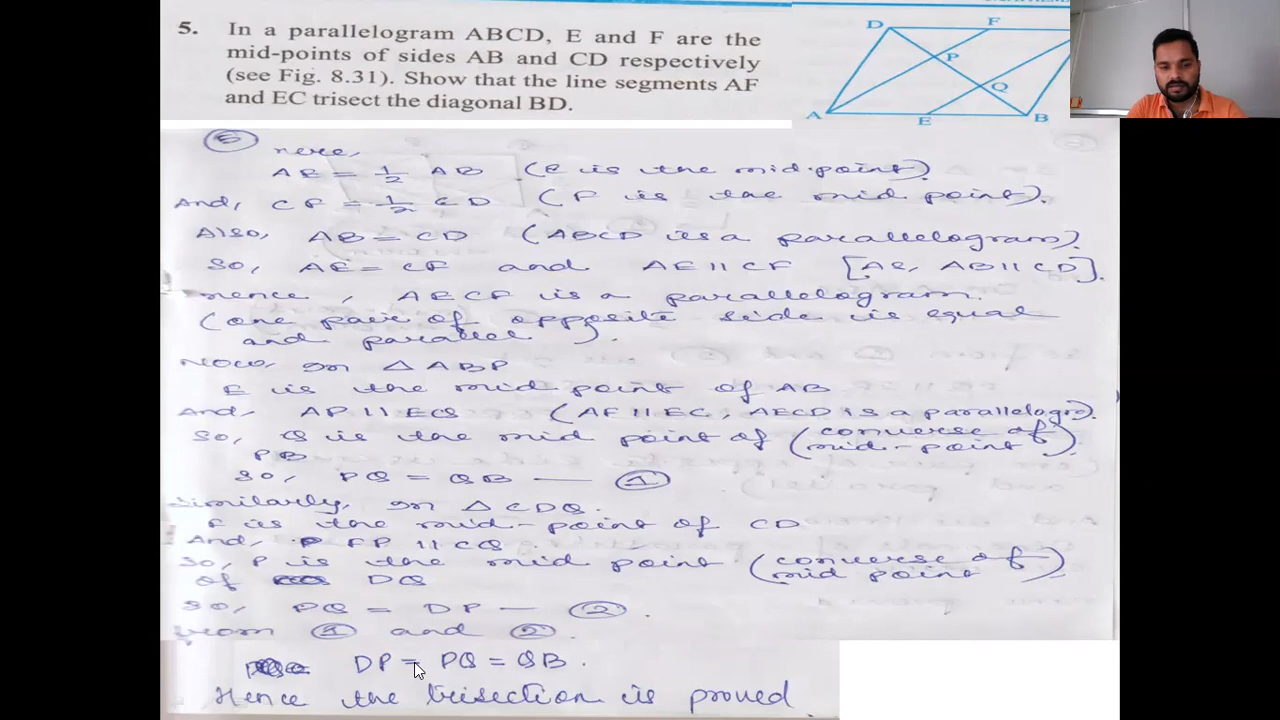 5. In a parallelogram ABCD, E and F are the
mid-points of sides AB and CD respectively
(see Fig. 8.31). Show that the line segments AF
and EC trisect the diagonal BD.
D F
P
Q
A E B
5 here,
AE = 1/2 AB (E is the mid point).
And, CF = 1/2 CD (F is the mid point).
Also, AB = CD (ABCD is a parallelogram)
So, AE = CF and AE || CF [As, AB || CD].
hence, AECF is a parallelogram.
(one pair of opposite side is equal
and parallel).
Now, In △ ABP
E is the mid point of AB
And, AP || EQ (AF || EC, AECD is a parallelogra).
So, Q is the mid point of (converse of
PB mid-point).
So, PQ = QB — 1
Similarly, In △ CDQ.
F is the mid-point of CD
And, FP || CQ.
So, P is the mid point (converse of
of DQ mid point)
So, PQ = DP — 2.
from 1 and 2.
DP = PQ = QB.
Hence the trisection is proved